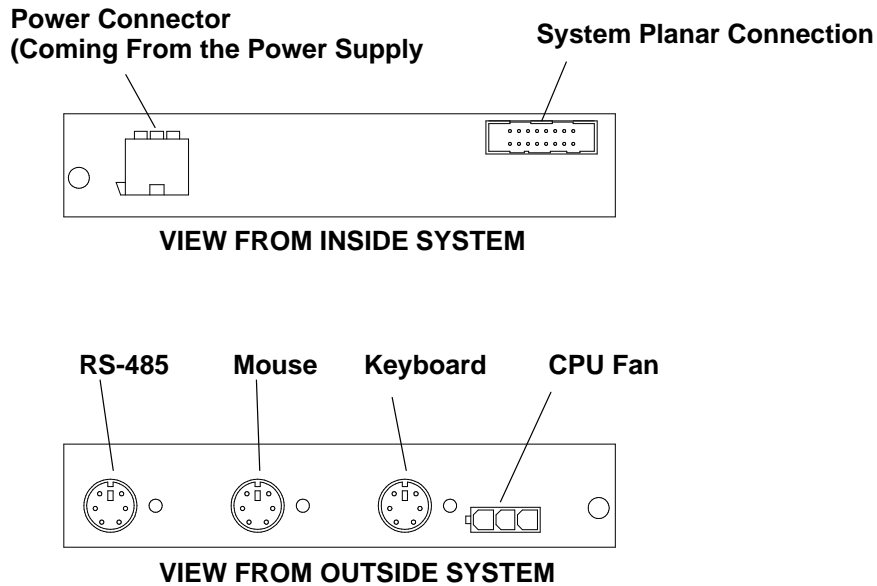 Power Connector
(Coming From the Power Supply
System Planar Connection
VIEW FROM INSIDE SYSTEM
RS-485
Mouse
Keyboard
CPU Fan
VIEW FROM OUTSIDE SYSTEM